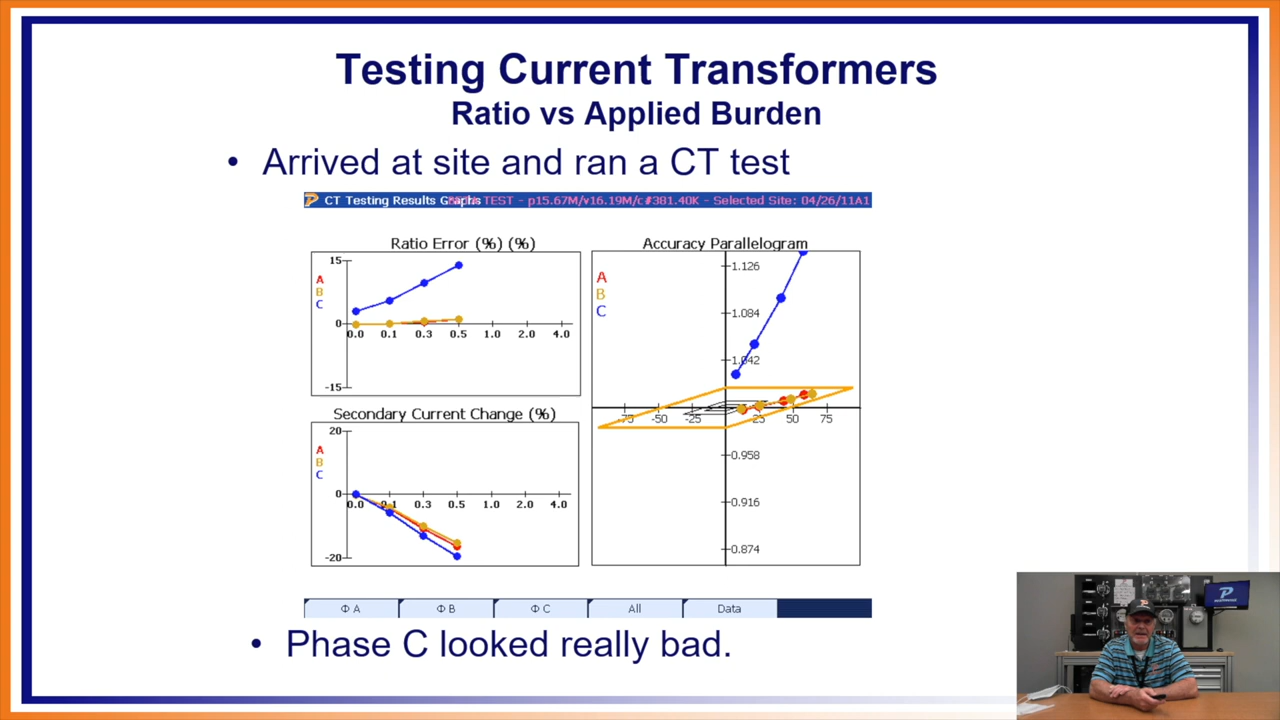 Testing Current Transformers
Ratio vs Applied Burden
• Arrived at site and ran a CT test
CT Testing Results Graphs TEST - p15.67M/v16.19M/c#381.40K - Selected Site: 04/26/11A1
Ratio Error (%) (%)
15
A
B
C
0
0.0 0.1 0.3 0.5 1.0 2.0 4.0
-15
Accuracy Parallelogram
A
B
C
1.126
1.084
1.042
-75 -50 -25 25 50 75
0.958
0.916
0.874
Secondary Current Change (%)
20
A
B
C
0
0.0 0.1 0.3 0.5 1.0 2.0 4.0
-20
Φ A Φ B Φ C All Data
• Phase C looked really bad.